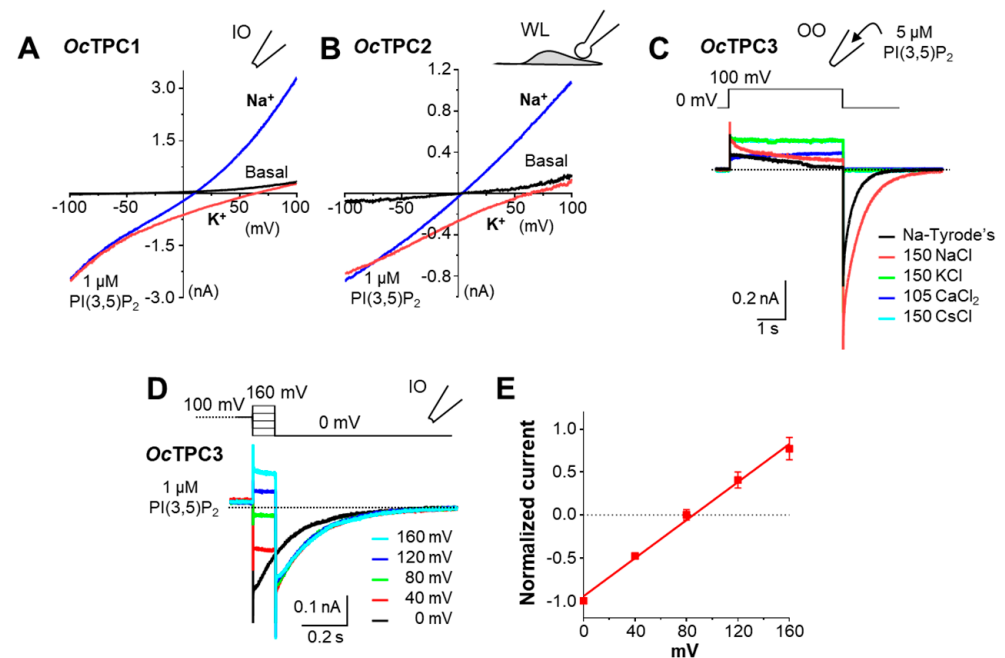 A
OcTPC1
IO
3.0
1.5
-1.5
-3.0
-100
-50
50
100
(mV)
(nA)
Na+
Basal
K+
1 µM
PI(3,5)P2
B
OcTPC2
WL
1.2
0.8
0.4
-0.4
-0.8
-100
-50
50
100
(mV)
(nA)
Na+
Basal
K+
1 µM
PI(3,5)P2
C
OcTPC3
OO
5 µM
PI(3,5)P2
100 mV
0 mV
Na-Tyrode's
150 NaCl
150 KCl
105 CaCl2
150 CsCl
0.2 nA
1 s
D
160 mV
100 mV
0 mV
IO
OcTPC3
1 µM
PI(3,5)P2
160 mV
120 mV
80 mV
40 mV
0 mV
0.1 nA
0.2 s
E
Normalized current
1.0
0.5
0.0
-0.5
-1.0
0
40
80
120
160
mV